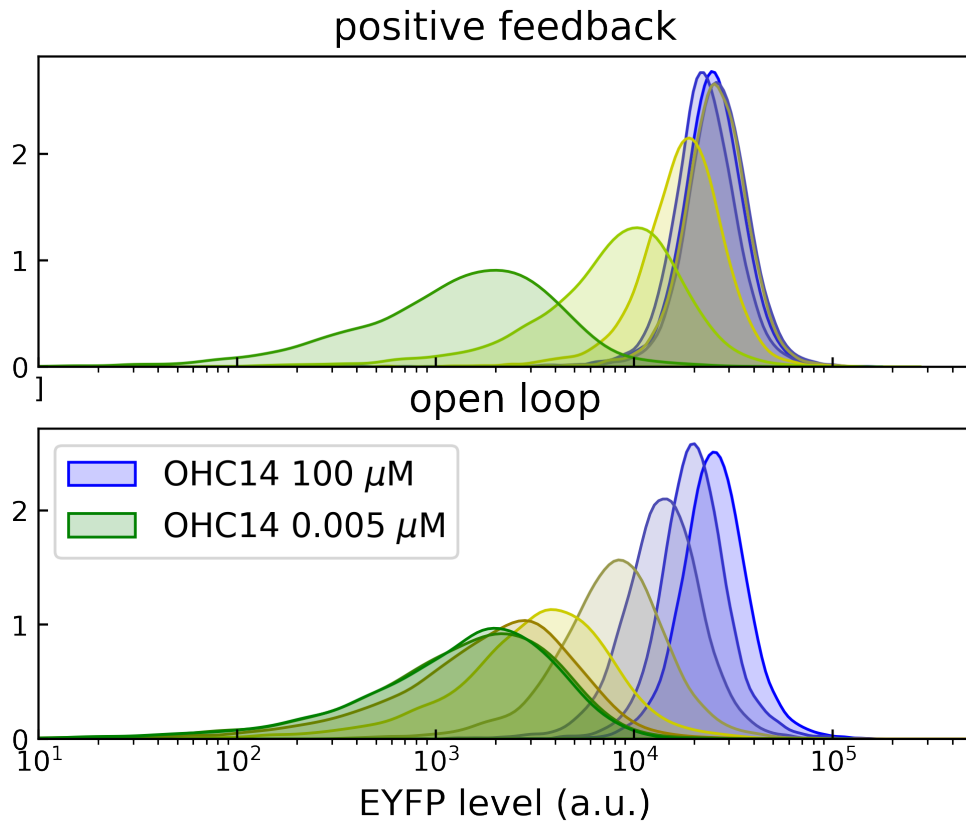 positive feedback
2
1
0
open loop
OHC14 100 μM
OHC14 0.005 μM
2
1
0
10¹ 10² 10³ 10⁴ 10⁵
EYFP level (a.u.)